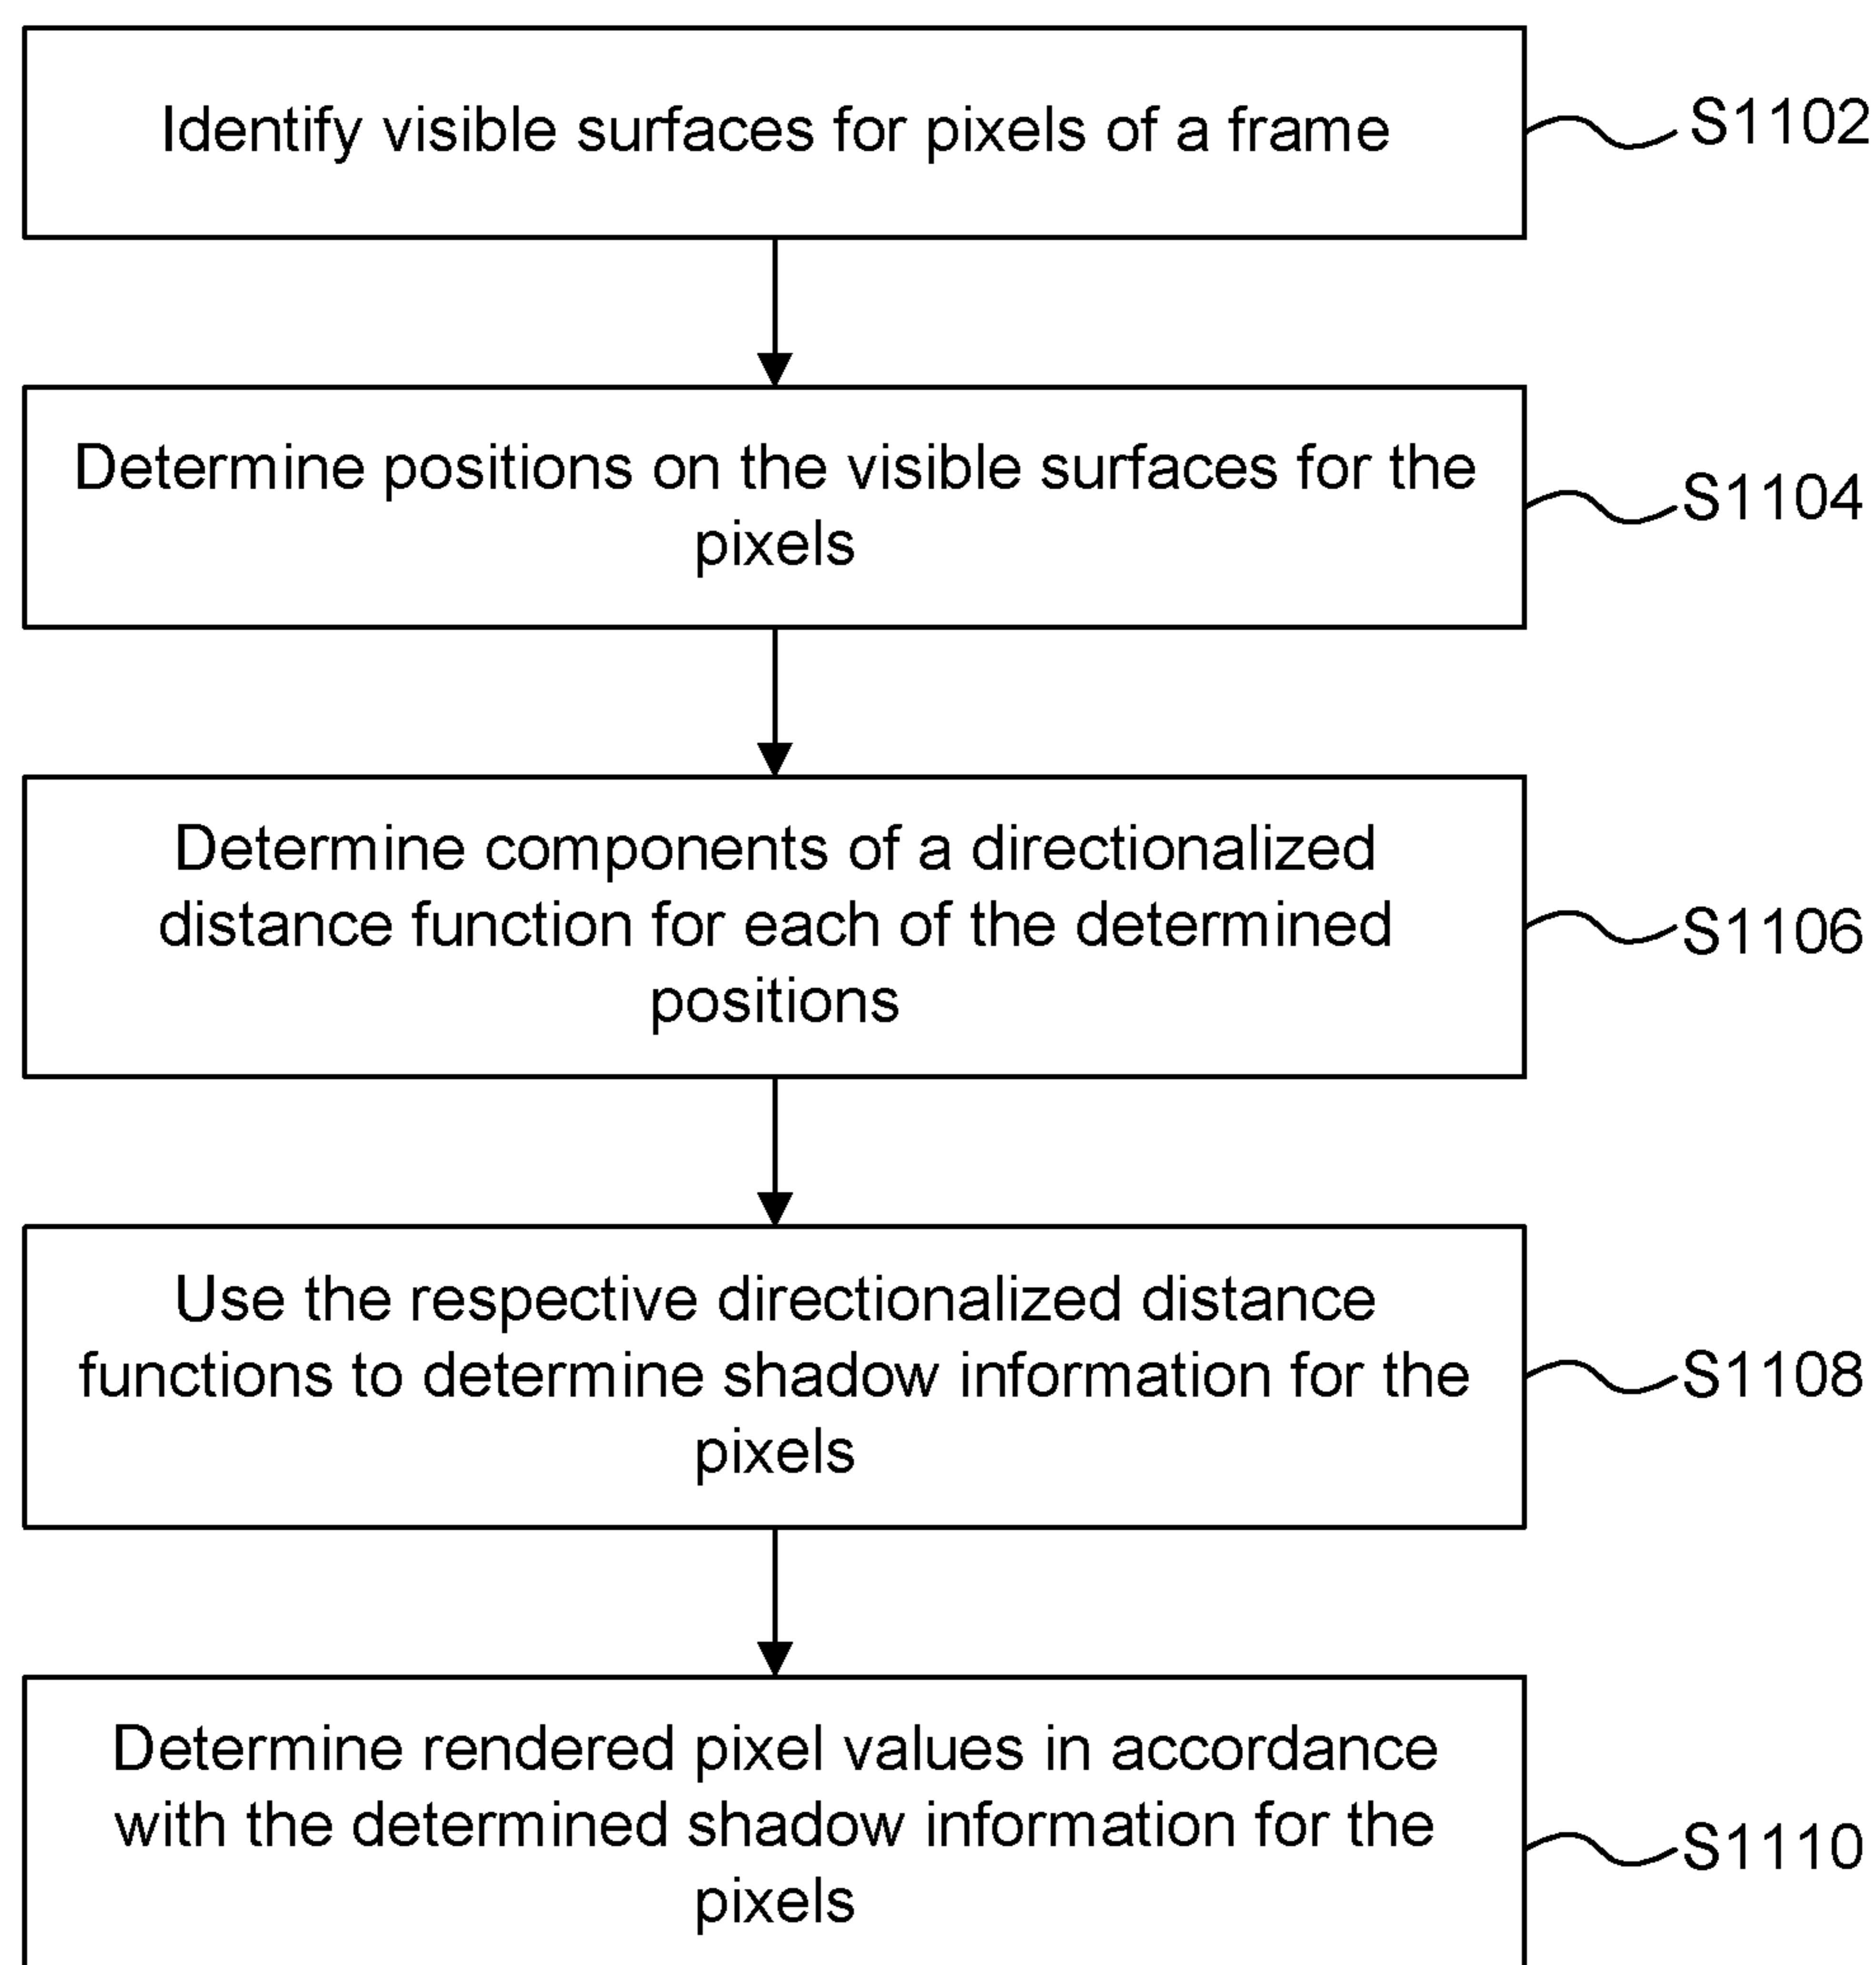 Identify visible surfaces for pixels of a frame
S1102
Determine positions on the visible surfaces for the
pixels
S1104
Determine components of a directionalized
distance function for each of the determined
positions
S1106
Use the respective directionalized distance
functions to determine shadow information for the
pixels
S1108
Determine rendered pixel values in accordance
with the determined shadow information for the
pixels
S1110